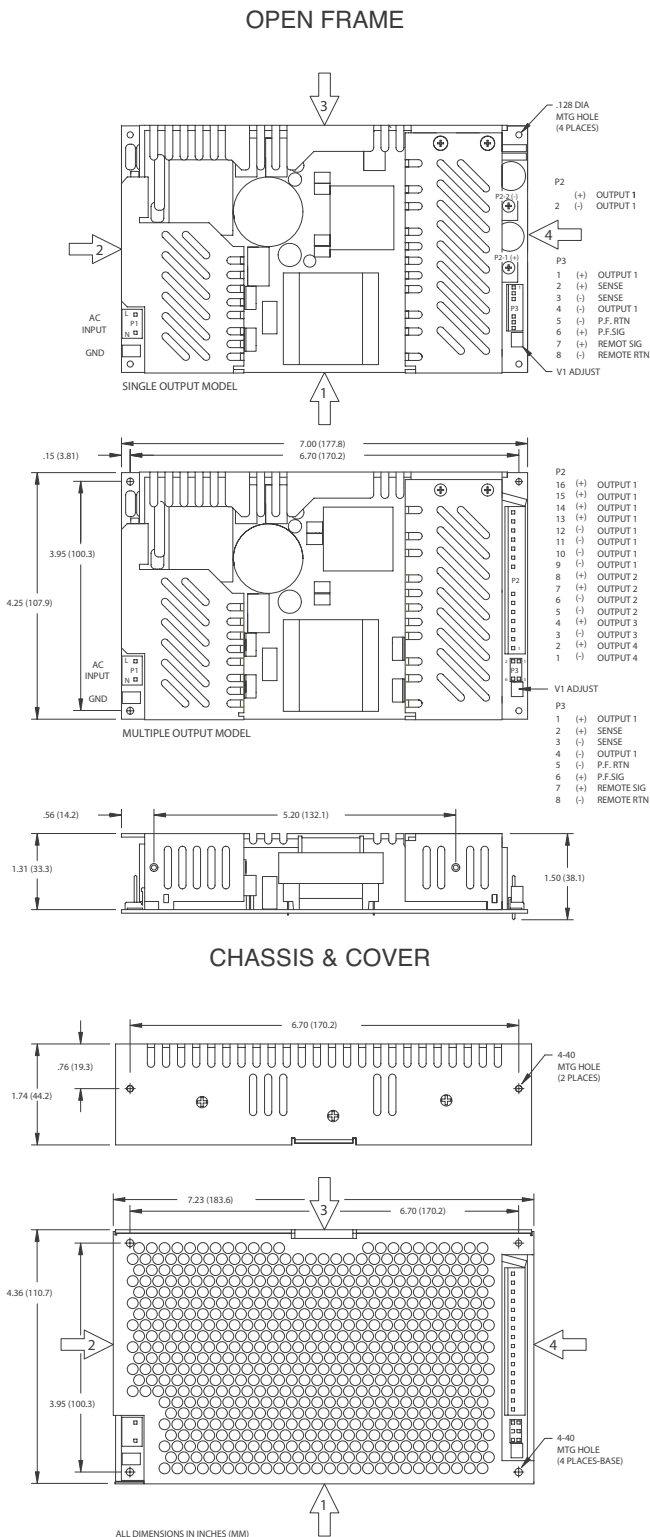 OPEN FRAME
3
.128 DIA
MTG HOLE
(4 PLACES)
P2
(+) OUTPUT 1
2 (-) OUTPUT 1
P2-2 (-)
2
4
P2-1 (+)
P3
1 (+) OUTPUT 1
2 (+) SENSE
3 (-) SENSE
4 (-) OUTPUT 1
5 (-) P.F. RTN
6 (+) P.F.SIG
7 (+) REMOT SIG
8 (-) REMOTE RTN
1
P3
AC
INPUT
L
P1
N
GND
V1 ADJUST
SINGLE OUTPUT MODEL
1
7.00 (177.8)
.15 (3.81)
6.70 (170.2)
P2
16 (+) OUTPUT 1
15 (+) OUTPUT 1
14 (+) OUTPUT 1
13 (+) OUTPUT 1
12 (-) OUTPUT 1
11 (-) OUTPUT 1
10 (-) OUTPUT 1
9 (-) OUTPUT 1
8 (+) OUTPUT 2
7 (+) OUTPUT 2
6 (-) OUTPUT 2
5 (-) OUTPUT 2
4 (+) OUTPUT 3
3 (-) OUTPUT 3
2 (+) OUTPUT 4
1 (-) OUTPUT 4
3.95 (100.3)
4.25 (107.9)
P2
1
AC
INPUT
L
P1
N
GND
P3
V1 ADJUST
MULTIPLE OUTPUT MODEL
P3
1 (+) OUTPUT 1
2 (+) SENSE
3 (-) SENSE
4 (-) OUTPUT 1
5 (-) P.F. RTN
6 (+) P.F.SIG
7 (+) REMOTE SIG
8 (-) REMOTE RTN
.56 (14.2)
5.20 (132.1)
1.31 (33.3)
1.50 (38.1)
CHASSIS & COVER
6.70 (170.2)
.76 (19.3)
1.74 (44.2)
4-40
MTG HOLE
(2 PLACES)
7.23 (183.6)
3
6.70 (170.2)
4.36 (110.7)
2
4
3.95 (100.3)
4-40
MTG HOLE
(4 PLACES-BASE)
1
ALL DIMENSIONS IN INCHES (MM)